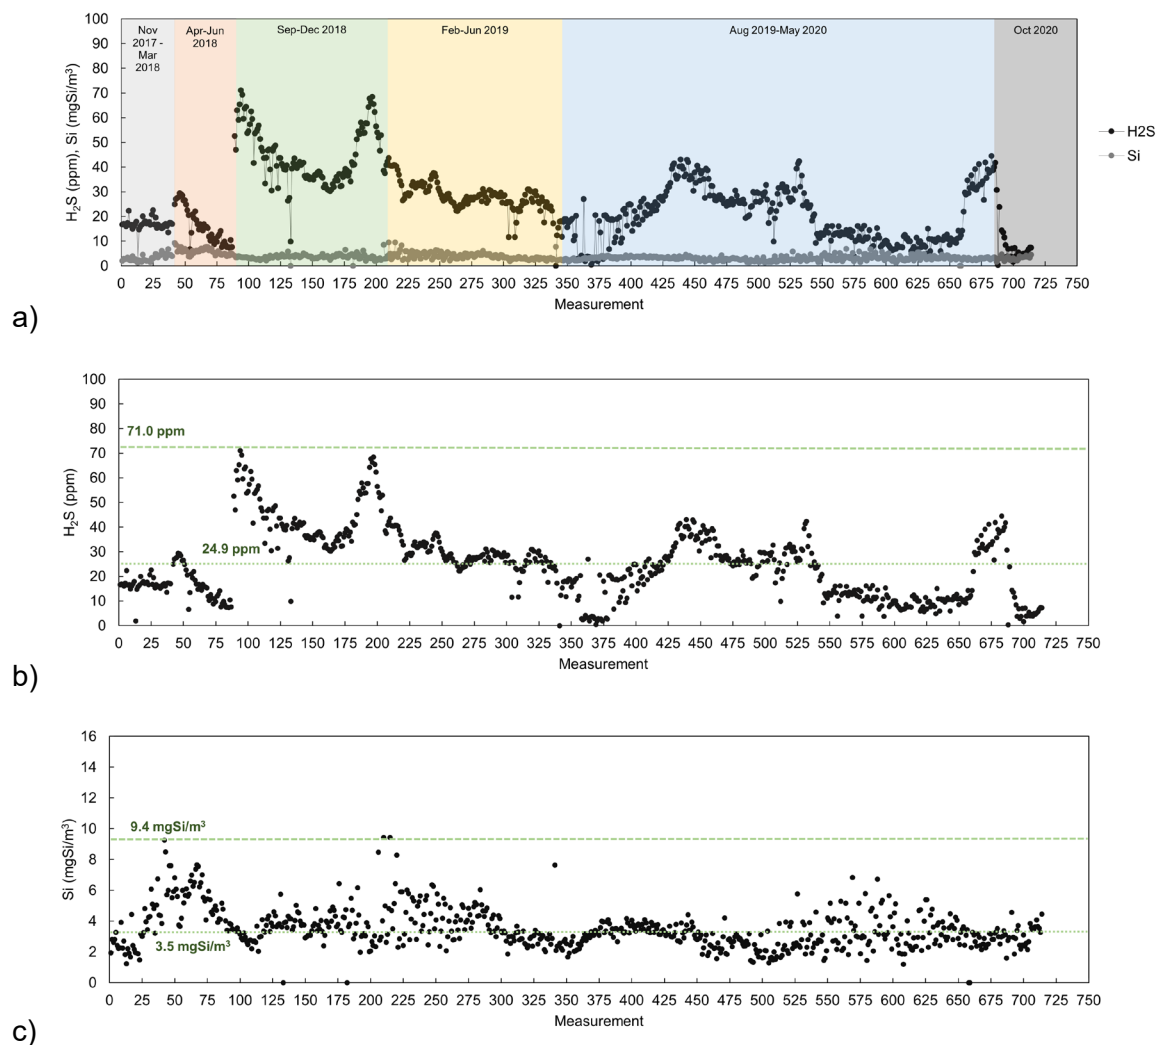 100
90
80
70
60
50
40
30
20
10
0
H₂S (ppm), Si (mgSi/m³)
Nov
2017 -
Mar
2018
Apr-Jun
2018
Sep-Dec 2018
Feb-Jun 2019
Aug 2019-May 2020
Oct 2020
H2S
Si
0 25 50 75 100 125 150 175 200 225 250 275 300 325 350 375 400 425 450 475 500 525 550 575 600 625 650 675 700 725 750
Measurement
a)
100
90
80
70
60
50
40
30
20
10
0
H₂S (ppm)
71.0 ppm
24.9 ppm
0 25 50 75 100 125 150 175 200 225 250 275 300 325 350 375 400 425 450 475 500 525 550 575 600 625 650 675 700 725 750
Measurement
b)
16
14
12
10
8
6
4
2
0
Si (mgSi/m³)
9.4 mgSi/m³
3.5 mgSi/m³
0 25 50 75 100 125 150 175 200 225 250 275 300 325 350 375 400 425 450 475 500 525 550 575 600 625 650 675 700 725 750
Measurement
c)